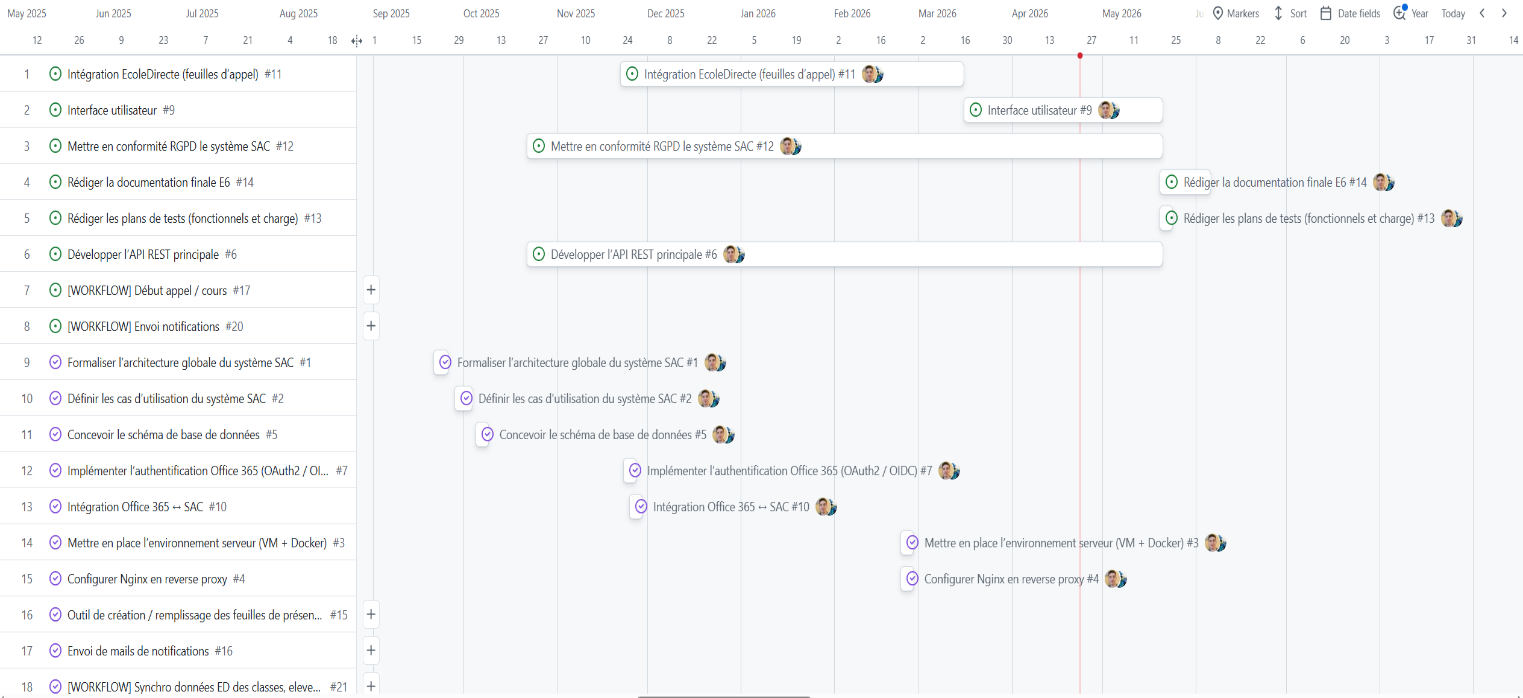 May 2025 Jun 2025 Jul 2025 Aug 2025 Sep 2025 Oct 2025 Nov 2025 Dec 2025 Jan 2026 Feb 2026 Mar 2026 Apr 2026 May 2026 Ju Markers Sort Date fields Year Today
12 26 9 23 7 21 4 18 1 15 29 13 27 10 24 8 22 5 19 2 16 2 16 30 13 27 11 25 8 22 6 20 3 17 31 14
1 Intégration EcoleDirecte (feuilles d'appel) #11 Intégration EcoleDirecte (feuilles d'appel) #11
2 Interface utilisateur #9 Interface utilisateur #9
3 Mettre en conformité RGPD le système SAC #12 Mettre en conformité RGPD le système SAC #12
4 Rédiger la documentation finale E6 #14 Rédiger la documentation finale E6 #14
5 Rédiger les plans de tests (fonctionnels et charge) #13 Rédiger les plans de tests (fonctionnels et charge) #13
6 Développer l'API REST principale #6 Développer l'API REST principale #6
7 [WORKFLOW] Début appel / cours #17 +
8 [WORKFLOW] Envoi notifications #20 +
9 Formaliser l'architecture globale du système SAC #1 Formaliser l'architecture globale du système SAC #1
10 Définir les cas d'utilisation du système SAC #2 Définir les cas d'utilisation du système SAC #2
11 Concevoir le schéma de base de données #5 Concevoir le schéma de base de données #5
12 Implémenter l'authentification Office 365 (OAuth2 / OI... #7 Implémenter l'authentification Office 365 (OAuth2 / OIDC) #7
13 Intégration Office 365 ↔ SAC #10 Intégration Office 365 ↔ SAC #10
14 Mettre en place l'environnement serveur (VM + Docker) #3 Mettre en place l'environnement serveur (VM + Docker) #3
15 Configurer Nginx en reverse proxy #4 Configurer Nginx en reverse proxy #4
16 Outil de création / remplissage des feuilles de présen... #15 +
17 Envoi de mails de notifications #16 +
18 [WORKFLOW] Synchro données ED des classes, eleve... #21 +